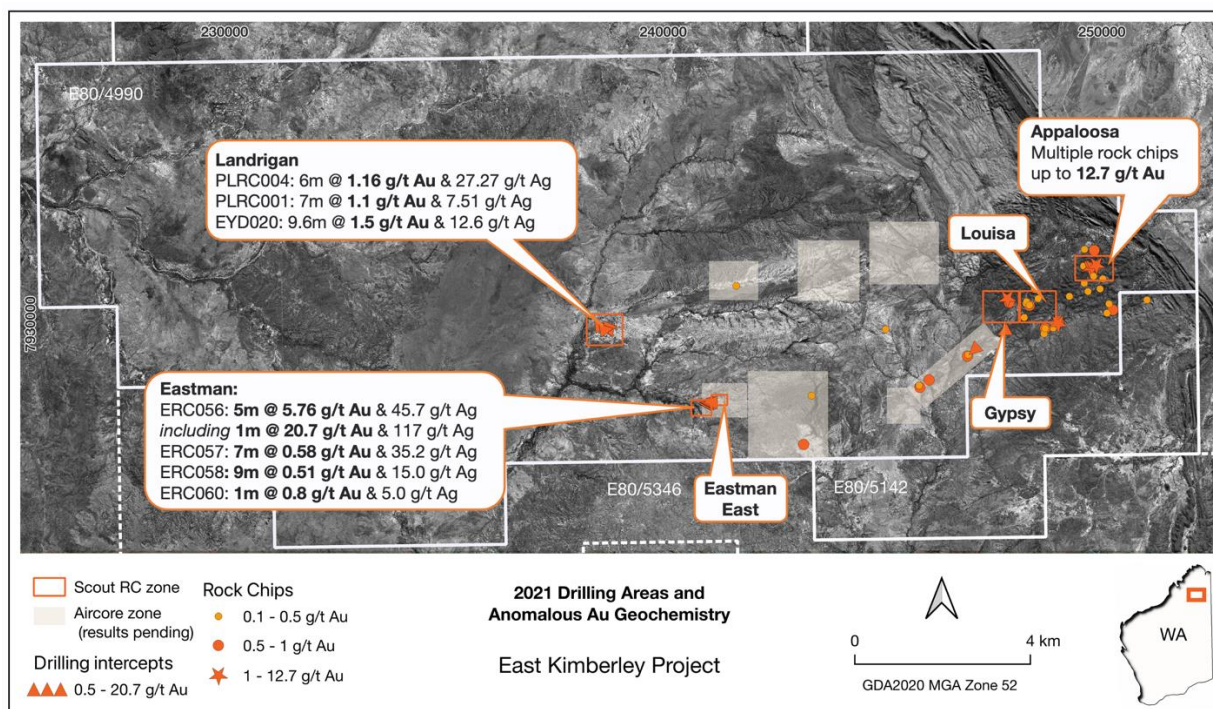 230000
240000
250000
7930000
E80/4990
Landrigan
PLRC004: 6m @ 1.16 g/t Au & 27.27 g/t Ag
PLRC001: 7m @ 1.1 g/t Au & 7.51 g/t Ag
EYD020: 9.6m @ 1.5 g/t Au & 12.6 g/t Ag
Appaloosa
Multiple rock chips
up to 12.7 g/t Au
Louisa
Gypsy
Eastman:
ERC056: 5m @ 5.76 g/t Au & 45.7 g/t Ag
including 1m @ 20.7 g/t Au & 117 g/t Ag
ERC057: 7m @ 0.58 g/t Au & 35.2 g/t Ag
ERC058: 9m @ 0.51 g/t Au & 15.0 g/t Ag
ERC060: 1m @ 0.8 g/t Au & 5.0 g/t Ag
Eastman
East
E80/5346
E80/5142
Scout RC zone
Aircore zone
(results pending)
Drilling intercepts
0.5 - 20.7 g/t Au
Rock Chips
0.1 - 0.5 g/t Au
0.5 - 1 g/t Au
1 - 12.7 g/t Au
2021 Drilling Areas and
Anomalous Au Geochemistry
East Kimberley Project
0
4 km
GDA2020 MGA Zone 52
WA